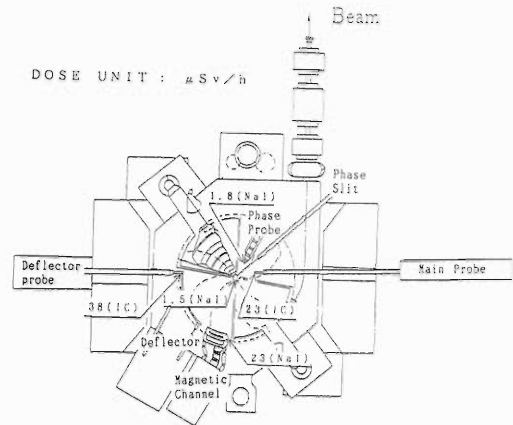 Beam
DOSE UNIT : μSv/h
Phase
Slit
1.8(NaI)
Phase
Probe
Deflector
probe
Main Probe
1.5(NaI)
38(IC)
23(IC)
Deflector
23(NaI)
Magnetic
Channel